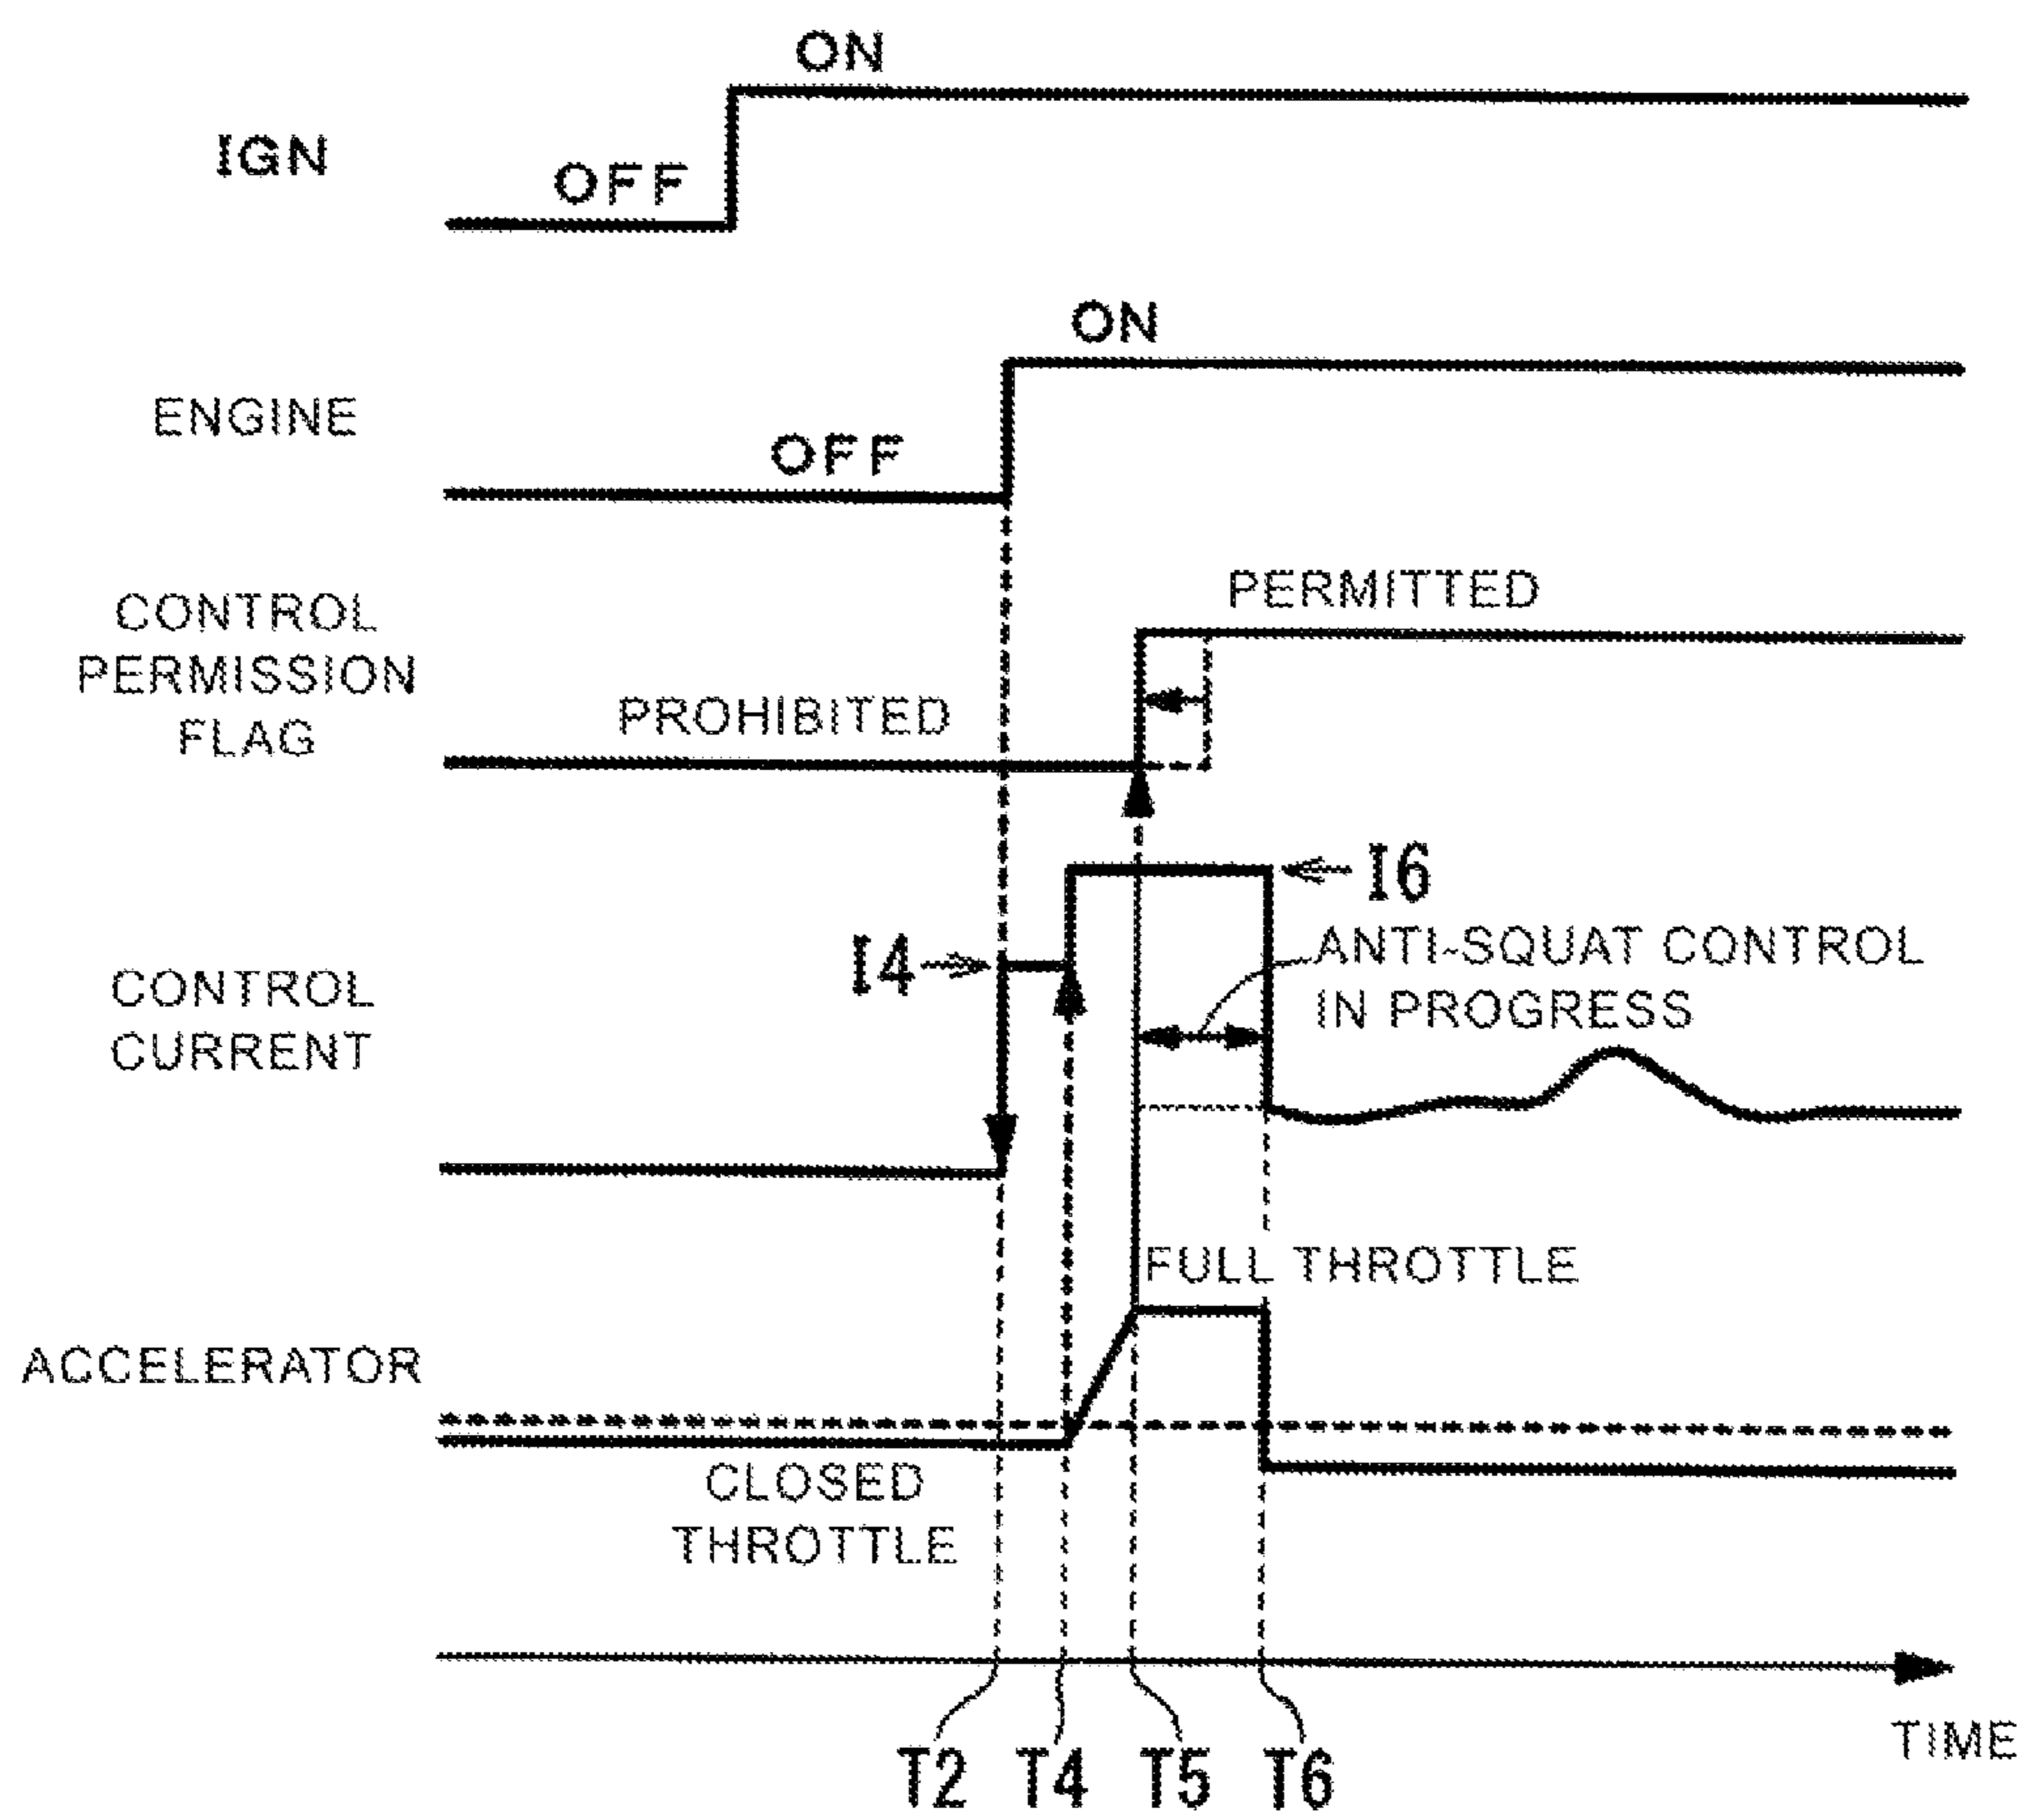 ON
IGN
OFF
ON
ENGINE
OFF
CONTROL
PERMISSION
FLAG
PERMITTED
PROHIBITED
I6
I4
ANTI-SQUAT CONTROL
IN PROGRESS
CONTROL
CURRENT
FULL THROTTLE
ACCELERATOR
CLOSED
THROTTLE
TIME
T2 T4 T5 T6